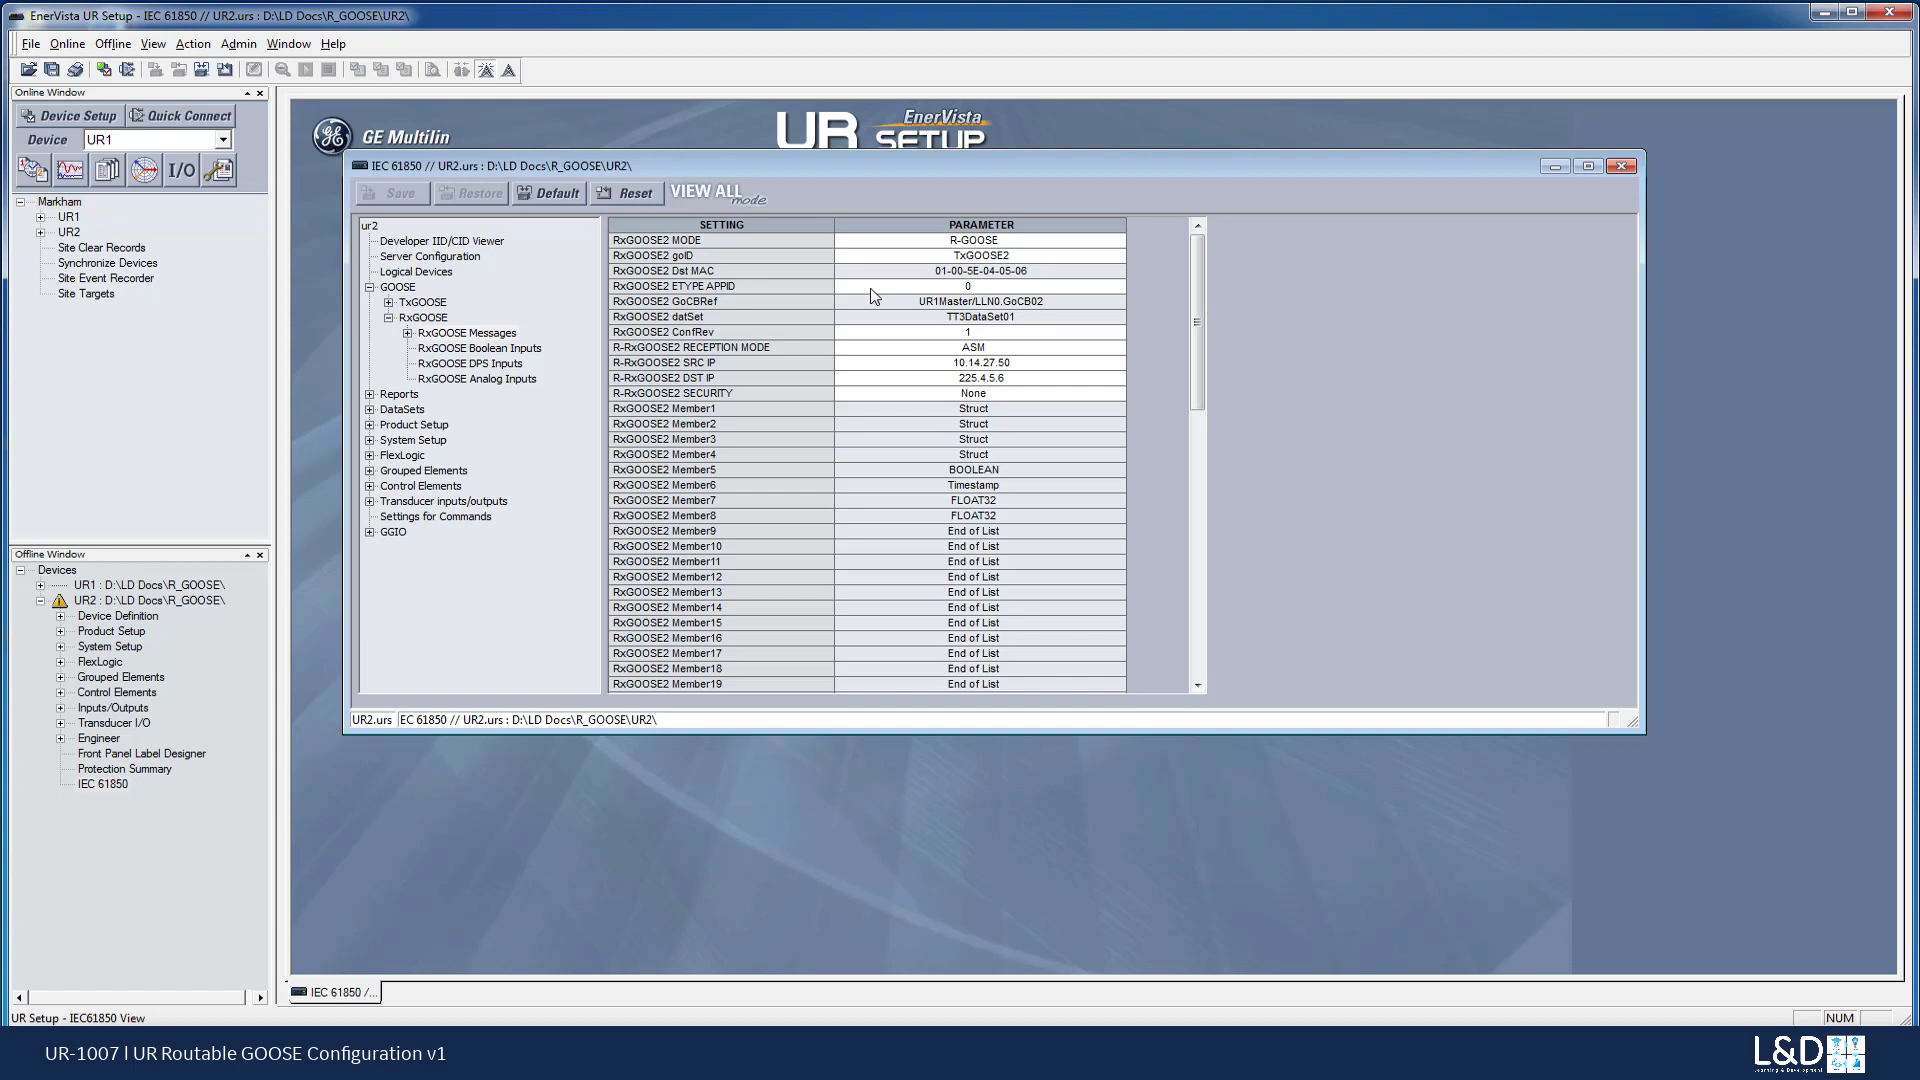 EnerVista UR Setup - IEC 61850 // UR2.urs : D:\LD Docs\R_GOOSE\UR2\
File Online Offline View Action Admin Window Help
Online Window
Device Setup Quick Connect
Device UR1
I/O
Markham
UR1
UR2
Site Clear Records
Synchronize Devices
Site Event Recorder
Site Targets
Offline Window
Devices
UR1 : D:\LD Docs\R_GOOSE\
UR2 : D:\LD Docs\R_GOOSE\
Device Definition
Product Setup
System Setup
FlexLogic
Grouped Elements
Control Elements
Inputs/Outputs
Transducer I/O
Engineer
Front Panel Label Designer
Protection Summary
IEC 61850
GE Multilin
UR EnerVista SETUP
IEC 61850 // UR2.urs : D:\LD Docs\R_GOOSE\UR2\
Save Restore Default Reset VIEW ALL mode
ur2
Developer IID/CID Viewer
Server Configuration
Logical Devices
GOOSE
TxGOOSE
RxGOOSE
RxGOOSE Messages
RxGOOSE Boolean Inputs
RxGOOSE DPS Inputs
RxGOOSE Analog Inputs
Reports
DataSets
Product Setup
System Setup
FlexLogic
Grouped Elements
Control Elements
Transducer inputs/outputs
Settings for Commands
GGIO
SETTING PARAMETER
RxGOOSE2 MODE R-GOOSE
RxGOOSE2 goID TxGOOSE2
RxGOOSE2 Dst MAC 01-00-5E-04-05-06
RxGOOSE2 ETYPE APPID 0
RxGOOSE2 GoCBRef UR1Master/LLN0.GoCB02
RxGOOSE2 datSet TT3DataSet01
RxGOOSE2 ConfRev 1
R-RxGOOSE2 RECEPTION MODE ASM
R-RxGOOSE2 SRC IP 10.14.27.50
R-RxGOOSE2 DST IP 225.4.5.6
R-RxGOOSE2 SECURITY None
RxGOOSE2 Member1 Struct
RxGOOSE2 Member2 Struct
RxGOOSE2 Member3 Struct
RxGOOSE2 Member4 Struct
RxGOOSE2 Member5 BOOLEAN
RxGOOSE2 Member6 Timestamp
RxGOOSE2 Member7 FLOAT32
RxGOOSE2 Member8 FLOAT32
RxGOOSE2 Member9 End of List
RxGOOSE2 Member10 End of List
RxGOOSE2 Member11 End of List
RxGOOSE2 Member12 End of List
RxGOOSE2 Member13 End of List
RxGOOSE2 Member14 End of List
RxGOOSE2 Member15 End of List
RxGOOSE2 Member16 End of List
RxGOOSE2 Member17 End of List
RxGOOSE2 Member18 End of List
RxGOOSE2 Member19 End of List
UR2.urs EC 61850 // UR2.urs : D:\LD Docs\R_GOOSE\UR2\
IEC 61850 /...
UR Setup - IEC61850 View NUM
UR-1007 l UR Routable GOOSE Configuration v1
L&D
Learning & Development